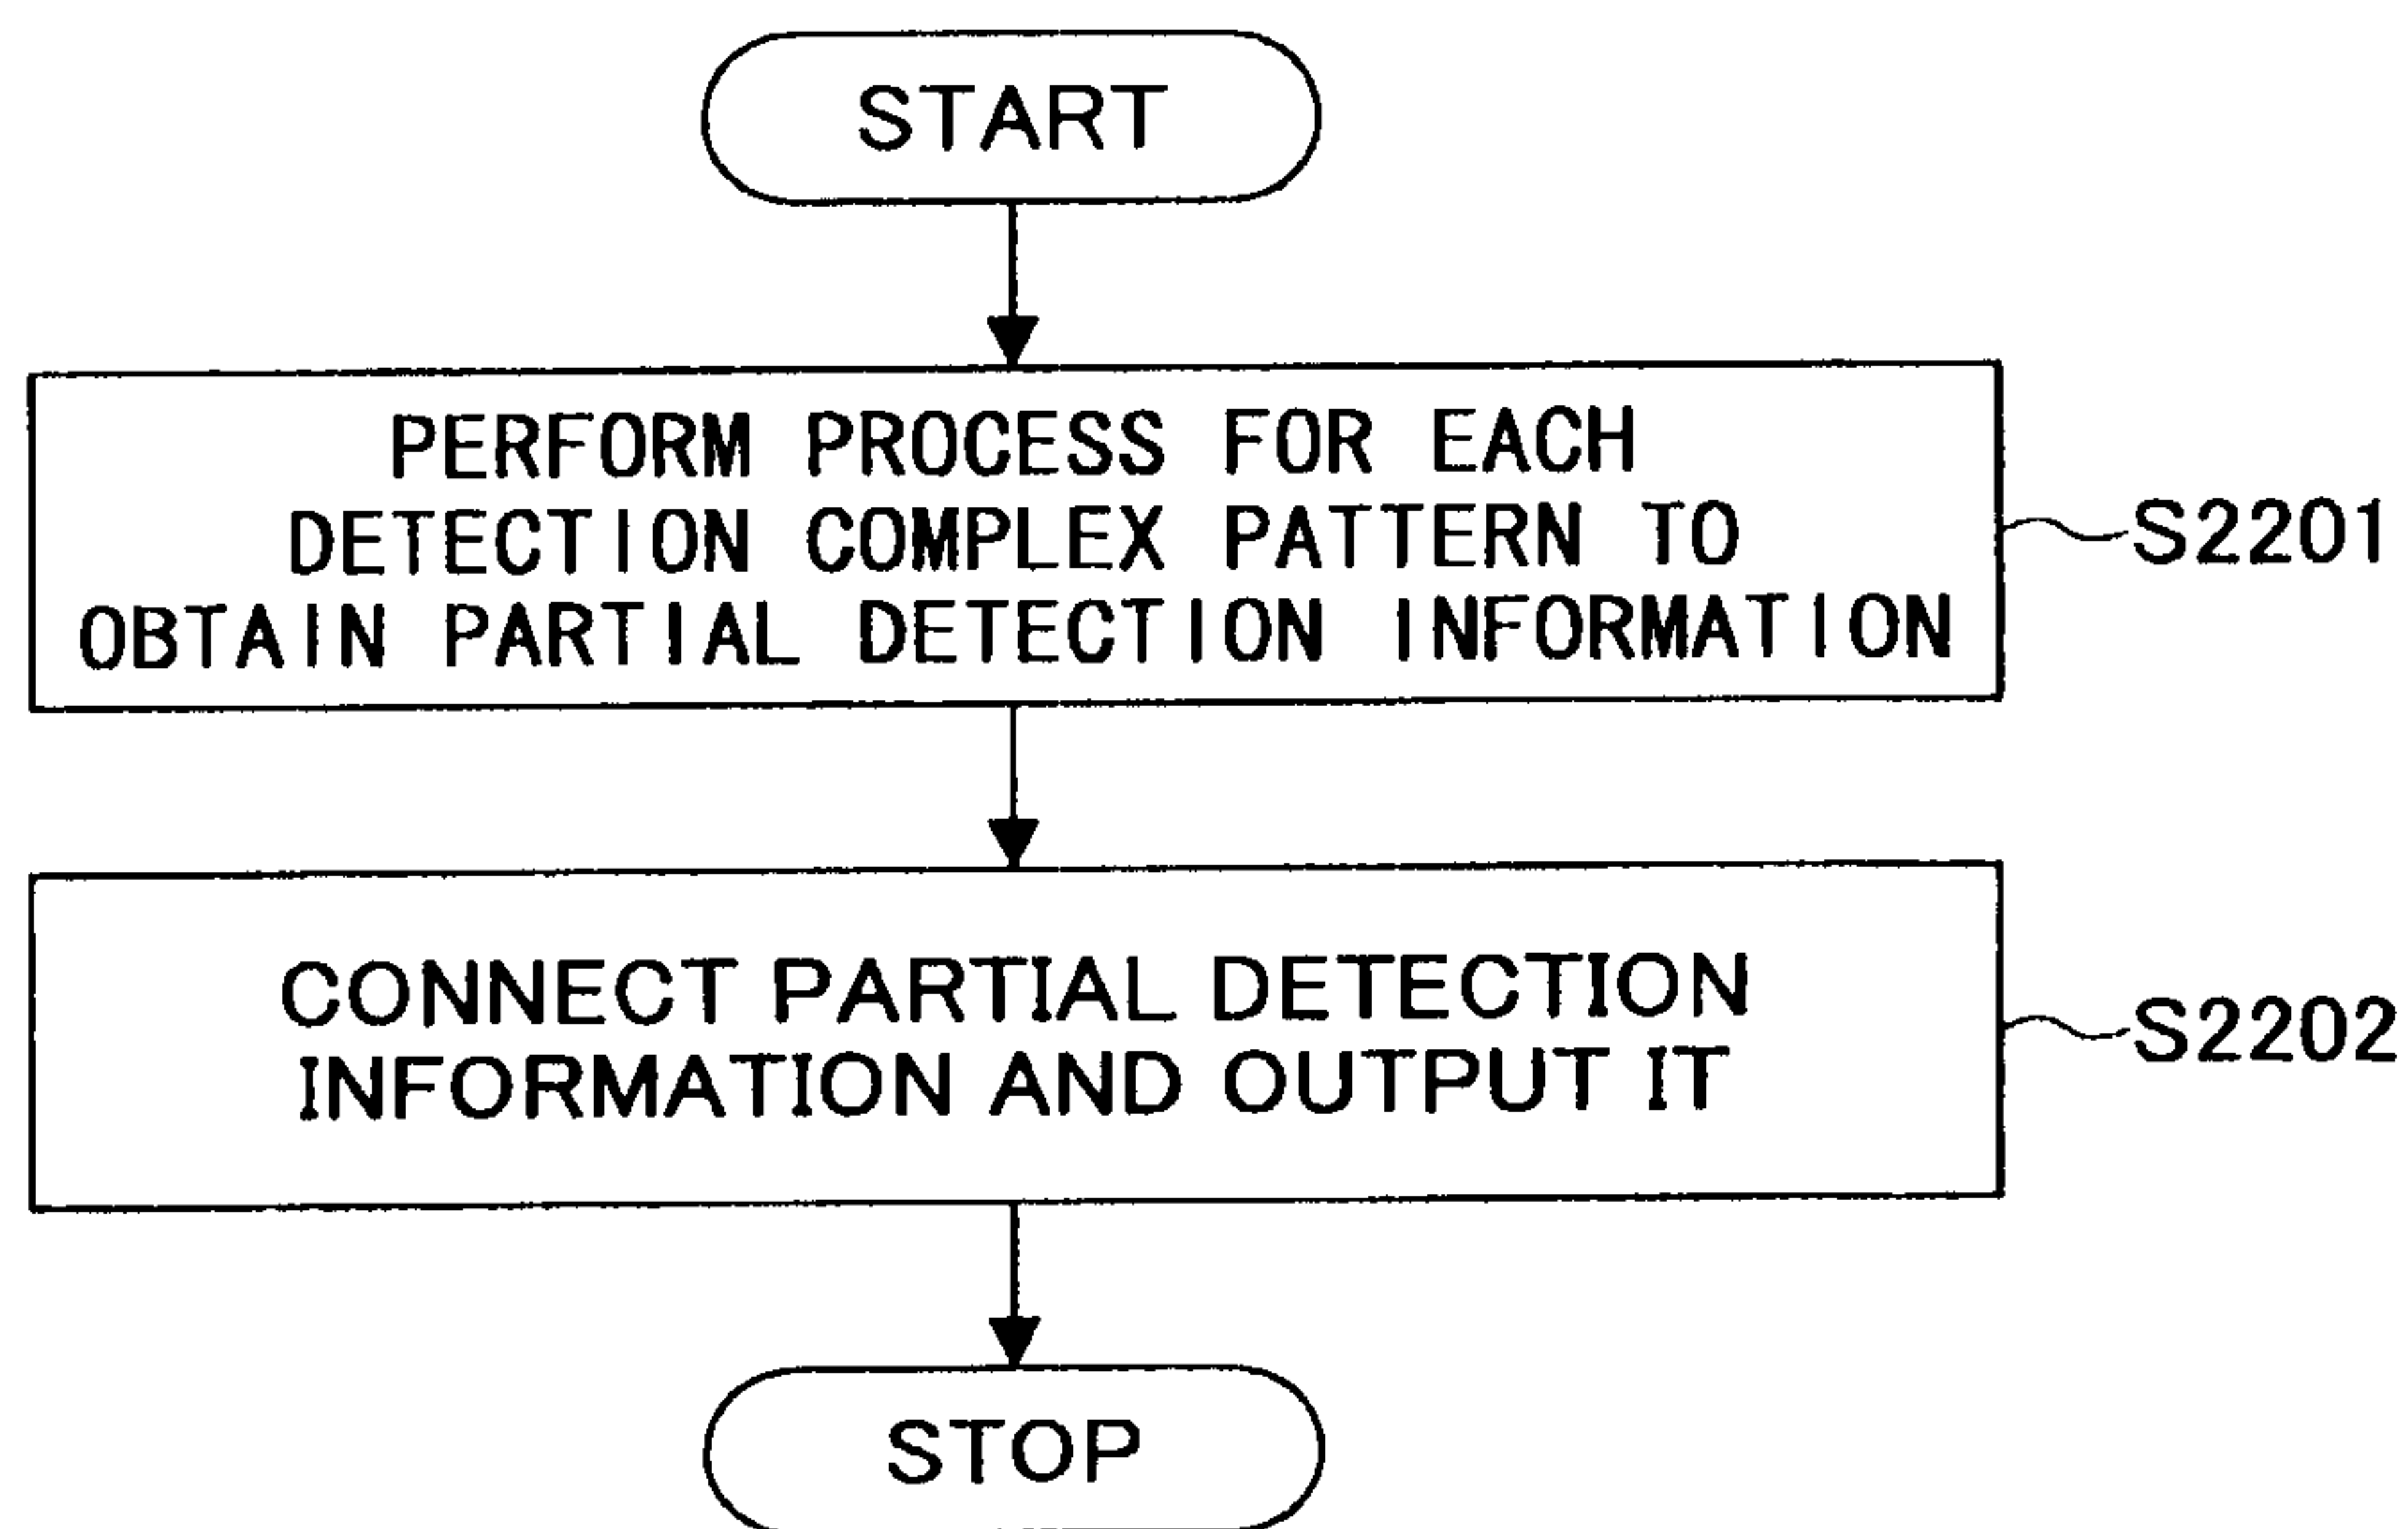 START
PERFORM PROCESS FOR EACH
DETECTION COMPLEX PATTERN TO
OBTAIN PARTIAL DETECTION INFORMATION
S2201
CONNECT PARTIAL DETECTION
INFORMATION AND OUTPUT IT
S2202
STOP